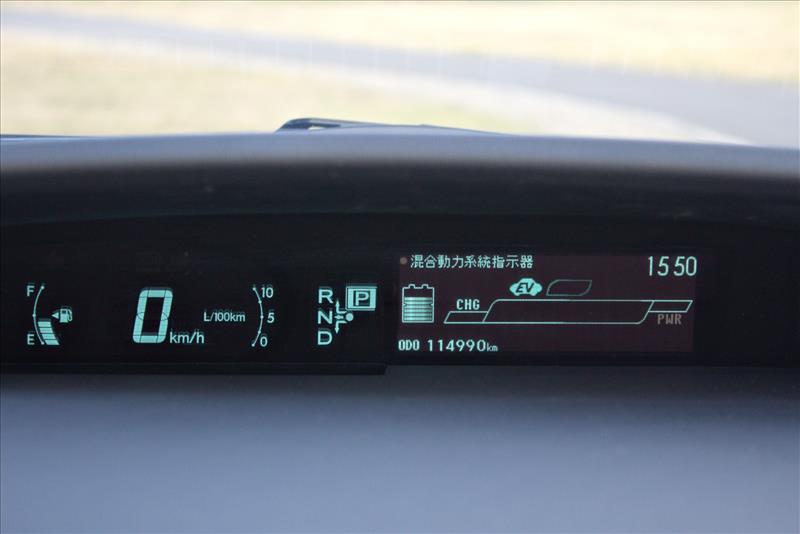 F
E
0 km/h
L/100km
10
5
0
R
N
D
P
混合動力系統指示器
15:50
EV
CHG
PWR
ODO 114990km